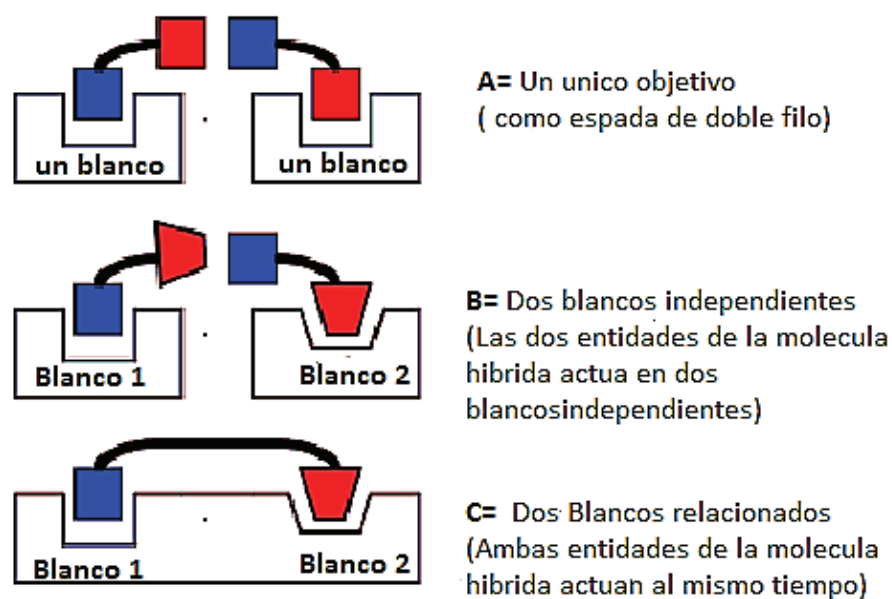 un blanco
un blanco
A= Un unico objetivo
( como espada de doble filo)
Blanco 1
Blanco 2
B= Dos blancos independientes
(Las dos entidades de la molecula
hibrida actua en dos
blancosindependientes)
Blanco 1
Blanco 2
C= Dos Blancos relacionados
(Ambas entidades de la molecula
hibrida actuan al mismo tiempo)